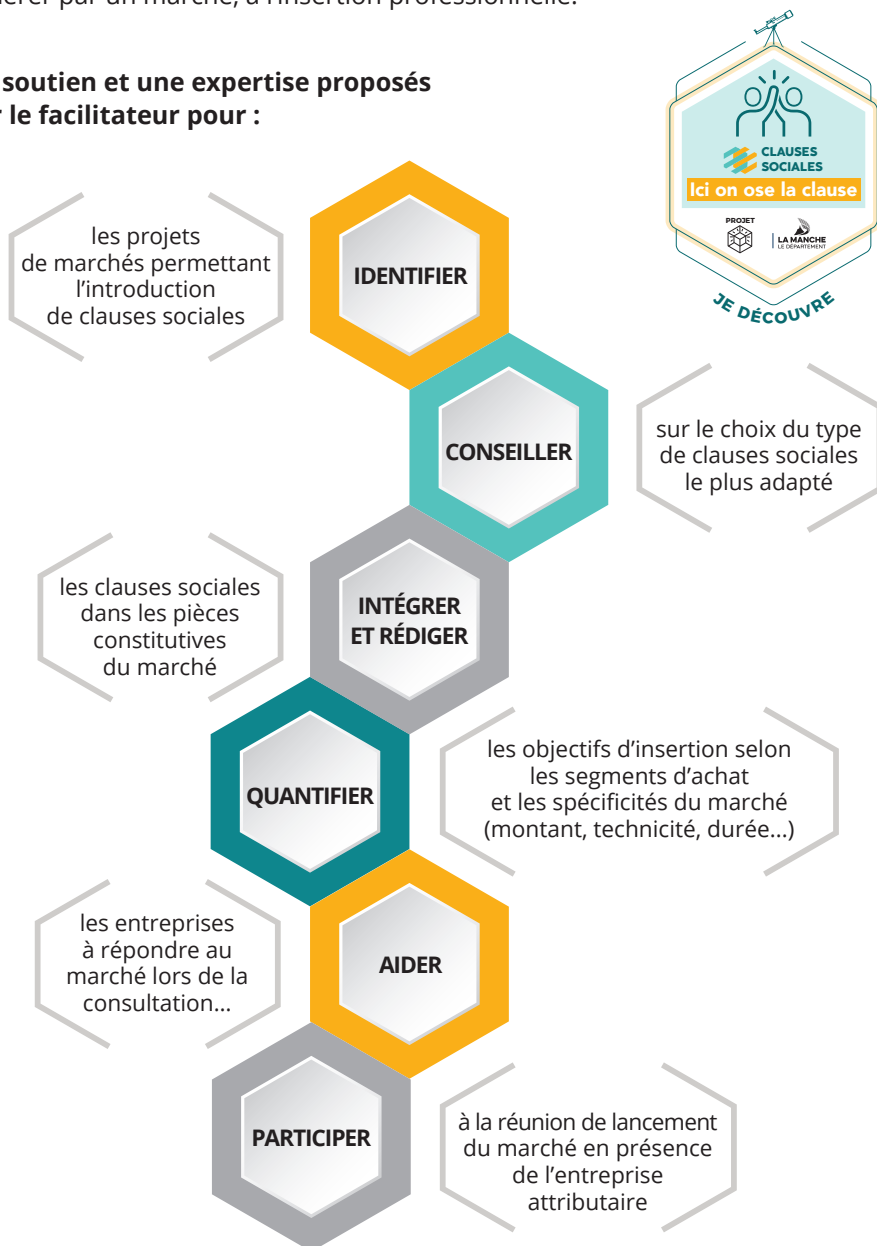 par un marché, à l'insertion professionnelle.
soutien et une expertise proposés
le facilitateur pour :
CLAUSES
SOCIALES
Ici on ose la clause
PROJET
LA MANCHE
LE DÉPARTEMENT
JE DÉCOUVRE
les projets
de marchés permettant
l'introduction
de clauses sociales
IDENTIFIER
CONSEILLER
sur le choix du type
de clauses sociales
le plus adapté
les clauses sociales
dans les pièces
constitutives
du marché
INTÉGRER
ET RÉDIGER
QUANTIFIER
les objectifs d'insertion selon
les segments d'achat
et les spécificités du marché
(montant, technicité, durée...)
les entreprises
à répondre au
marché lors de la
consultation...
AIDER
PARTICIPER
à la réunion de lancement
du marché en présence
de l'entreprise
attributaire